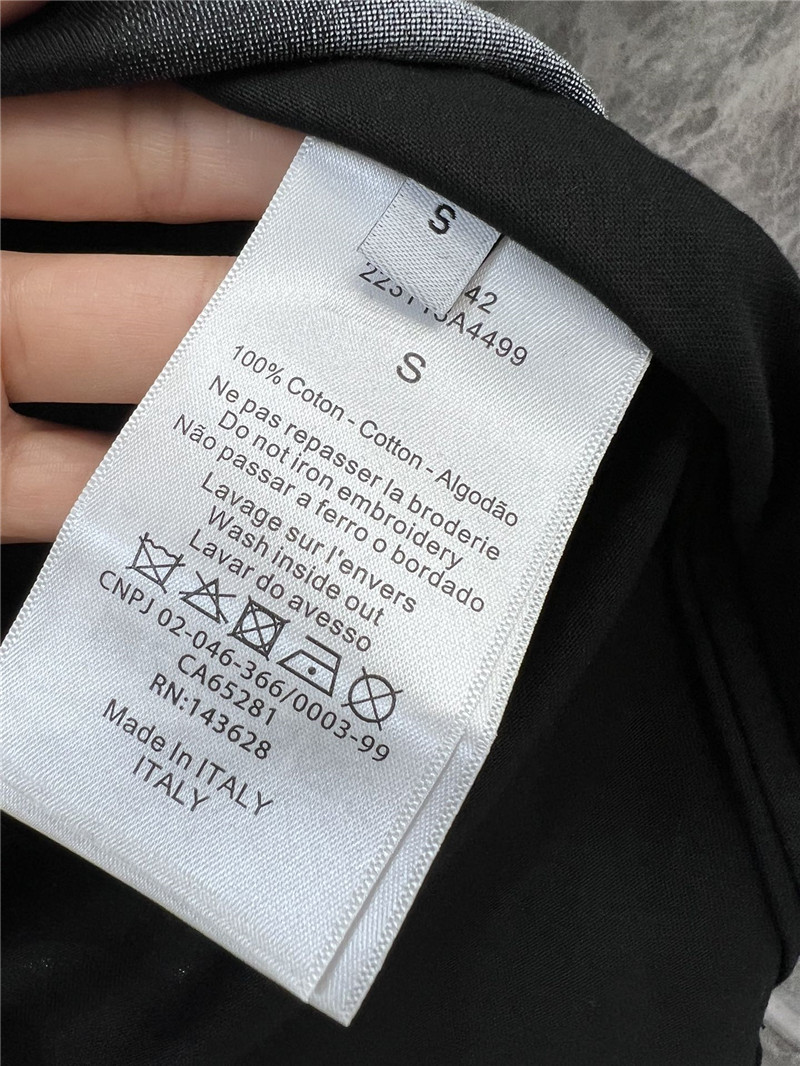 S
42
A4499
S
100% Coton - Cotton - Algodão
Ne pas repasser la broderie
Do not iron embroidery
Não passar a ferro o bordado
Lavage sur l'envers
Wash inside out
Lavar do avesso
CNPJ 02-046-366/0003-99
CA65281
RN:143628
Made In ITALY
ITALY